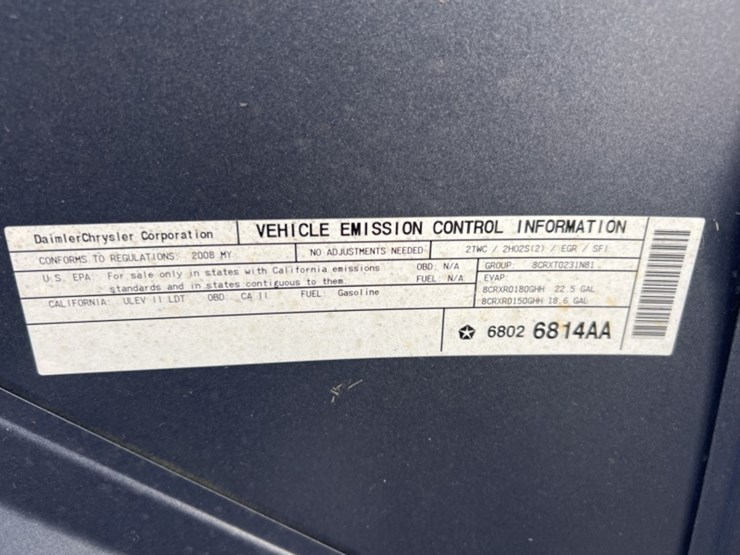 DaimlerChrysler Corporation
VEHICLE EMISSION CONTROL INFORMATION
CONFORMS TO REGULATIONS: 2008 MY
NO ADJUSTMENTS NEEDED
2TWC / 2HO2S(2) / EGR / SFI
U.S. EPA: For sale only in states with California emissions
standards and in states contiguous to them
OBD: N/A
FUEL: N/A
CALIFORNIA: ULEV II LDT OBD: CA II FUEL: Gasoline
GROUP: 8CRXT0231NB1
EVAP:
8CRXR0180GHH 22.5 GAL
8CRXR0150GHH 18.6 GAL
6802 6814AA